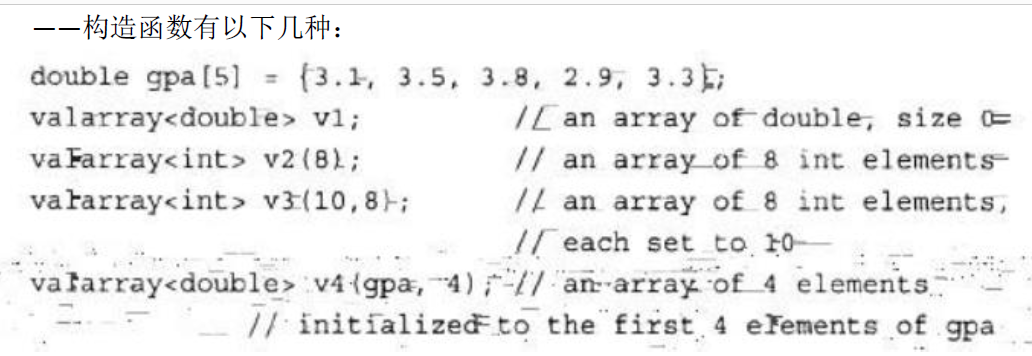 ——构造函数有以下几种：
double gpa[5] = {3.1, 3.5, 3.8, 2.9, 3.3};
valarray<double> v1; // an array of double, size 0
valarray<int> v2(8); // an array of 8 int elements
valarray<int> v3(10,8); // an array of 8 int elements,
// each set to 10
valarray<double> v4(gpa, 4); // an array of 4 elements
// initialized to the first 4 elements of gpa